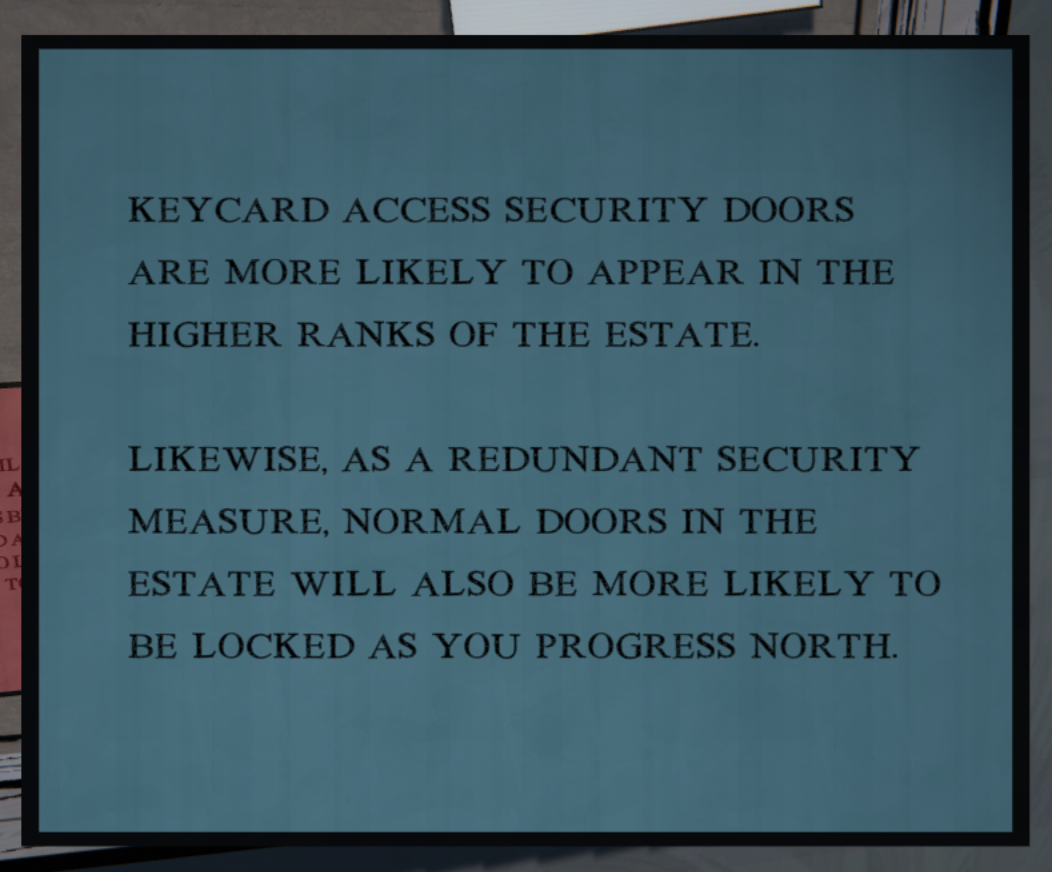 KEYCARD ACCESS SECURITY DOORS
ARE MORE LIKELY TO APPEAR IN THE
HIGHER RANKS OF THE ESTATE.
LIKEWISE, AS A REDUNDANT SECURITY
MEASURE, NORMAL DOORS IN THE
ESTATE WILL ALSO BE MORE LIKELY TO
BE LOCKED AS YOU PROGRESS NORTH.